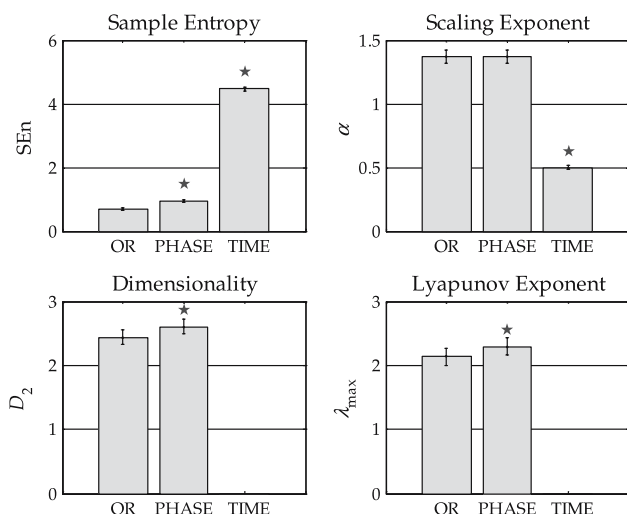 Sample Entropy
SEn
6
4
2
0
OR PHASE TIME
Scaling Exponent
α
1.5
1
0.5
0
OR PHASE TIME
Dimensionality
D2
3
2
1
0
OR PHASE TIME
Lyapunov Exponent
λmax
3
2
1
0
OR PHASE TIME